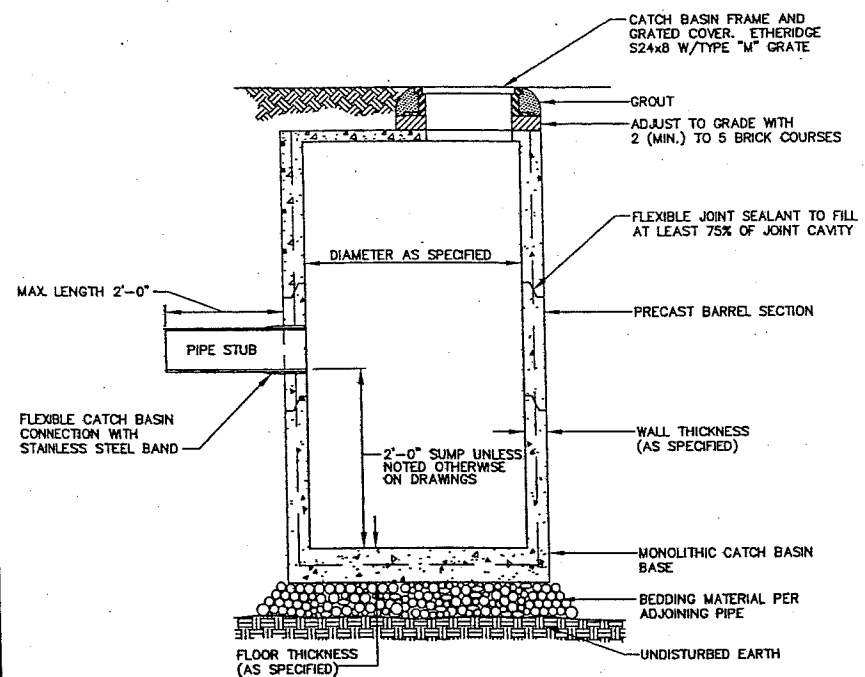 CATCH BASIN FRAME AND
GRATED COVER. ETHERIDGE
S24x8 W/TYPE "M" GRATE
GROUT
ADJUST TO GRADE WITH
2 (MIN.) TO 5 BRICK COURSES
FLEXIBLE JOINT SEALANT TO FILL
AT LEAST 75% OF JOINT CAVITY
DIAMETER AS SPECIFIED
MAX. LENGTH 2'-0"
PRECAST BARREL SECTION
PIPE STUB
FLEXIBLE CATCH BASIN
CONNECTION WITH
STAINLESS STEEL BAND
2'-0" SUMP UNLESS
NOTED OTHERWISE
ON DRAWINGS
WALL THICKNESS
(AS SPECIFIED)
MONOLITHIC CATCH BASIN
BASE
BEDDING MATERIAL PER
ADJOINING PIPE
FLOOR THICKNESS
(AS SPECIFIED)
UNDISTURBED EARTH